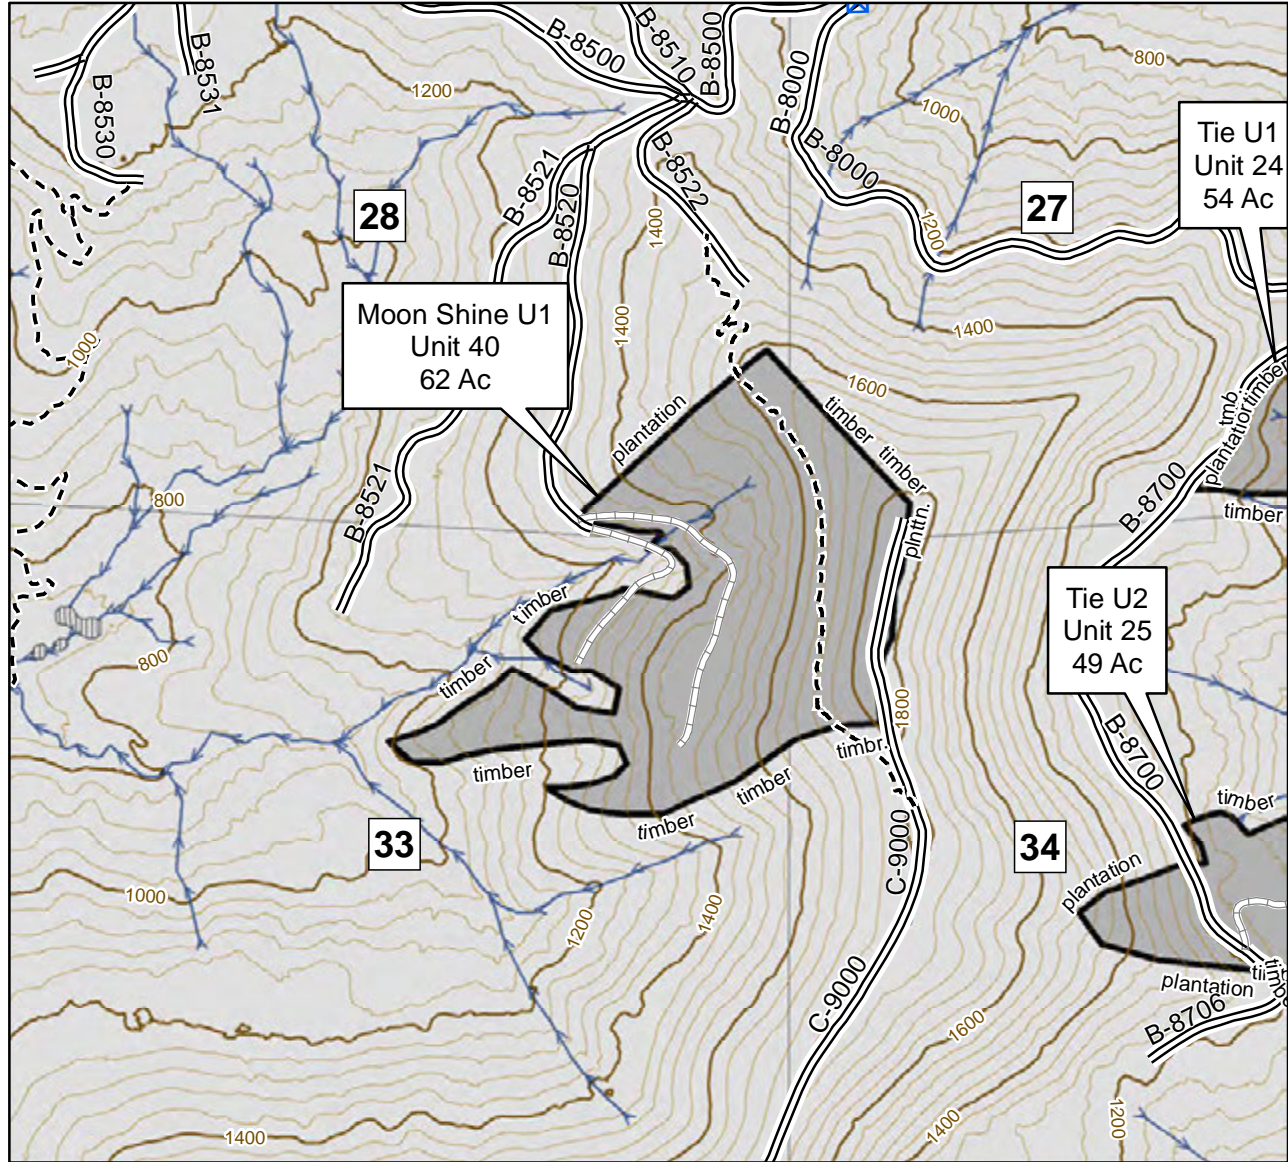 B-8500
B-8510
B-8500
B-8000
800
B-8531
B-8530
1200
1000
B-8000
Tie U1
Unit 24
54 Ac
B-8521
B-8520
B-8522
28
27
1400
1200
Moon Shine U1
Unit 40
62 Ac
1400
1400
1000
1600
plantation
timber
timber
tmb.
timber
plantation
B-8700
timber
800
B-8521
plnttn.
timber
Tie U2
Unit 25
49 Ac
800
timber
1800
timbr.
B-8700
timber
timber
timber
timber
33
34
C-9000
plantation
1000
1200
1400
C-9000
plantation
B-8706
1600
1400
1400
1200